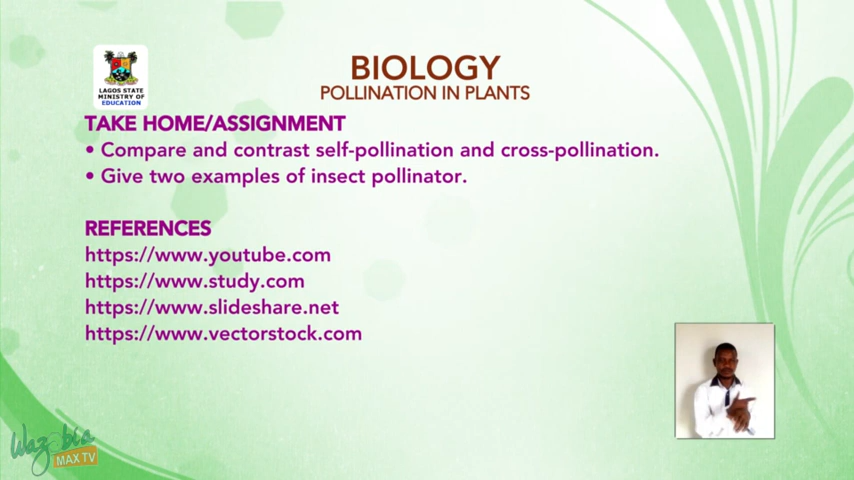 BIOLOGY
POLLINATION IN PLANTS
LAGOS STATE
MINISTRY OF
EDUCATION
TAKE HOME/ASSIGNMENT
• Compare and contrast self-pollination and cross-pollination.
• Give two examples of insect pollinator.
REFERENCES
https://www.youtube.com
https://www.study.com
https://www.slideshare.net
https://www.vectorstock.com
Wazobia
MAX TV